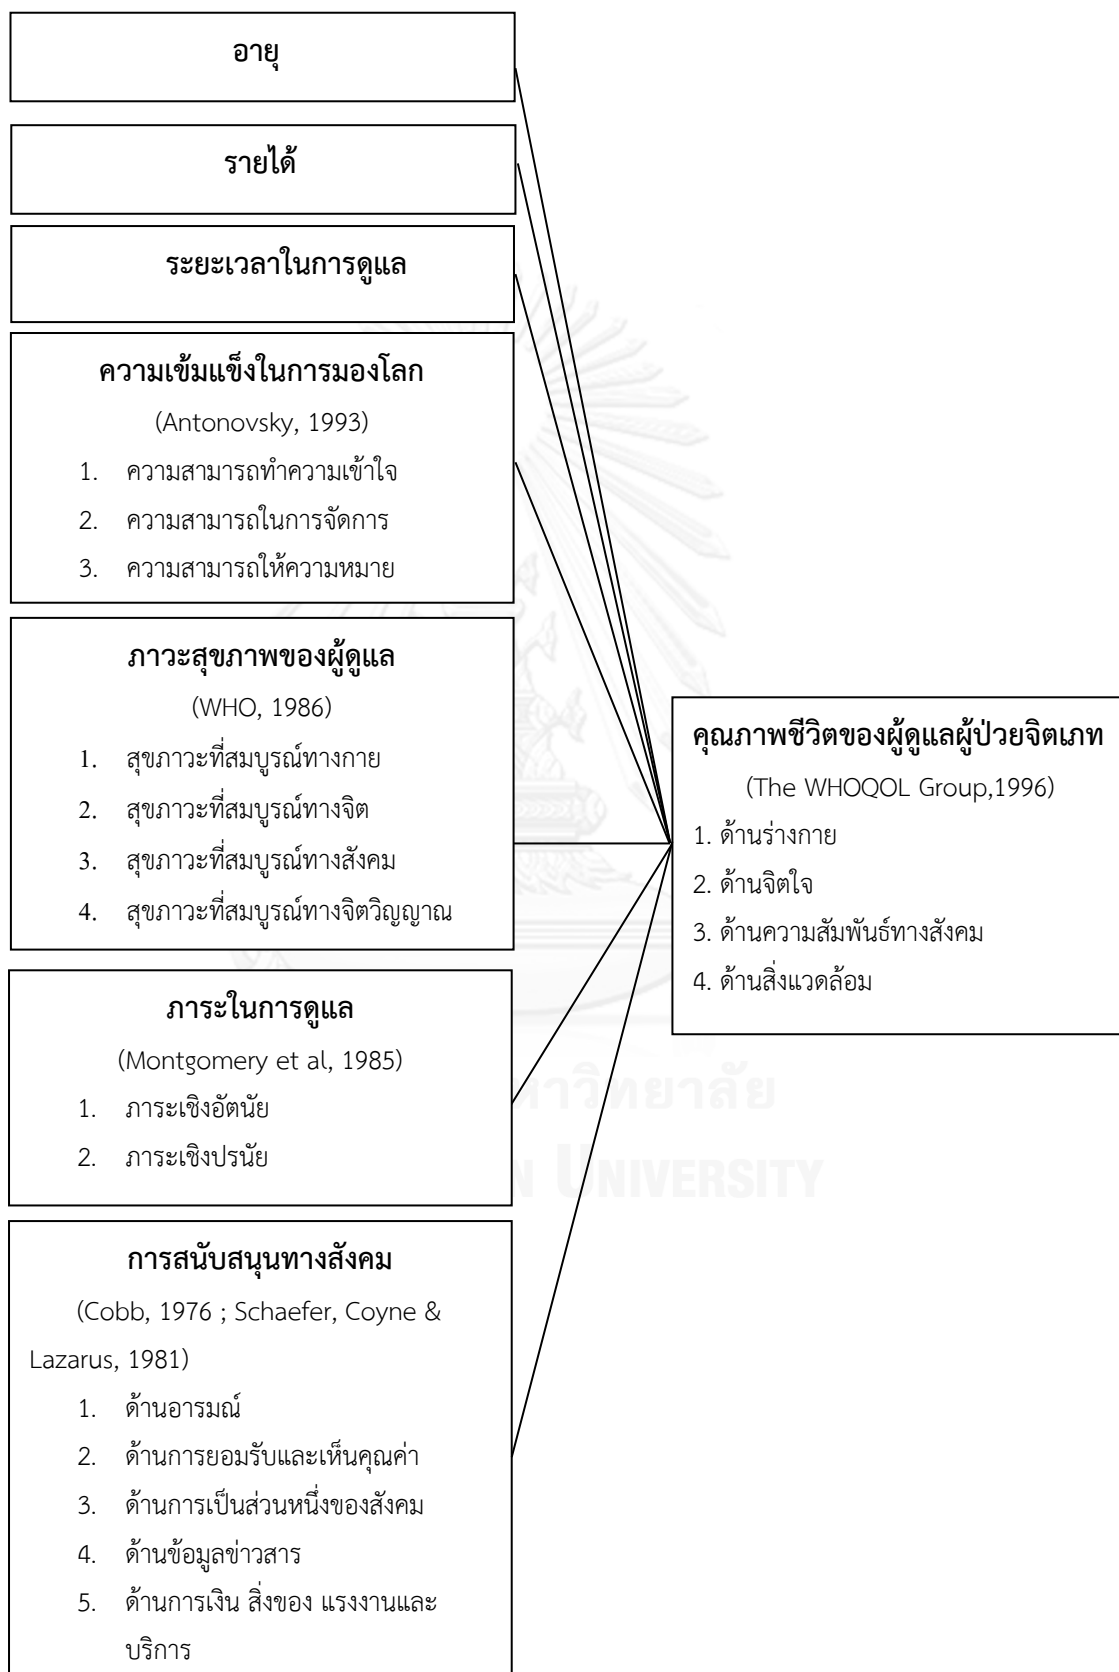 อายุ
รายได้
ระยะเวลาในการดูแล
ความเข้มแข็งในการมองโลก
(Antonovsky, 1993)
1. ความสามารถทำความเข้าใจ
2. ความสามารถในการจัดการ
3. ความสามารถให้ความหมาย
ภาวะสุขภาพของผู้ดูแล
(WHO, 1986)
1. สุขภาวะที่สมบูรณ์ทางกาย
2. สุขภาวะที่สมบูรณ์ทางจิต
3. สุขภาวะที่สมบูรณ์ทางสังคม
4. สุขภาวะที่สมบูรณ์ทางจิตวิญญาณ
ภาระในการดูแล
(Montgomery et al, 1985)
1. ภาระเชิงอัตนัย
2. ภาระเชิงปรนัย
การสนับสนุนทางสังคม
(Cobb, 1976 ; Schaefer, Coyne &
Lazarus, 1981)
1. ด้านอารมณ์
2. ด้านการยอมรับและเห็นคุณค่า
3. ด้านการเป็นส่วนหนึ่งของสังคม
4. ด้านข้อมูลข่าวสาร
5. ด้านการเงิน สิ่งของ แรงงานและ
บริการ
คุณภาพชีวิตของผู้ดูแลผู้ป่วยจิตเภท
(The WHOQOL Group,1996)
1. ด้านร่างกาย
2. ด้านจิตใจ
3. ด้านความสัมพันธ์ทางสังคม
4. ด้านสิ่งแวดล้อม
UNIVERSITY